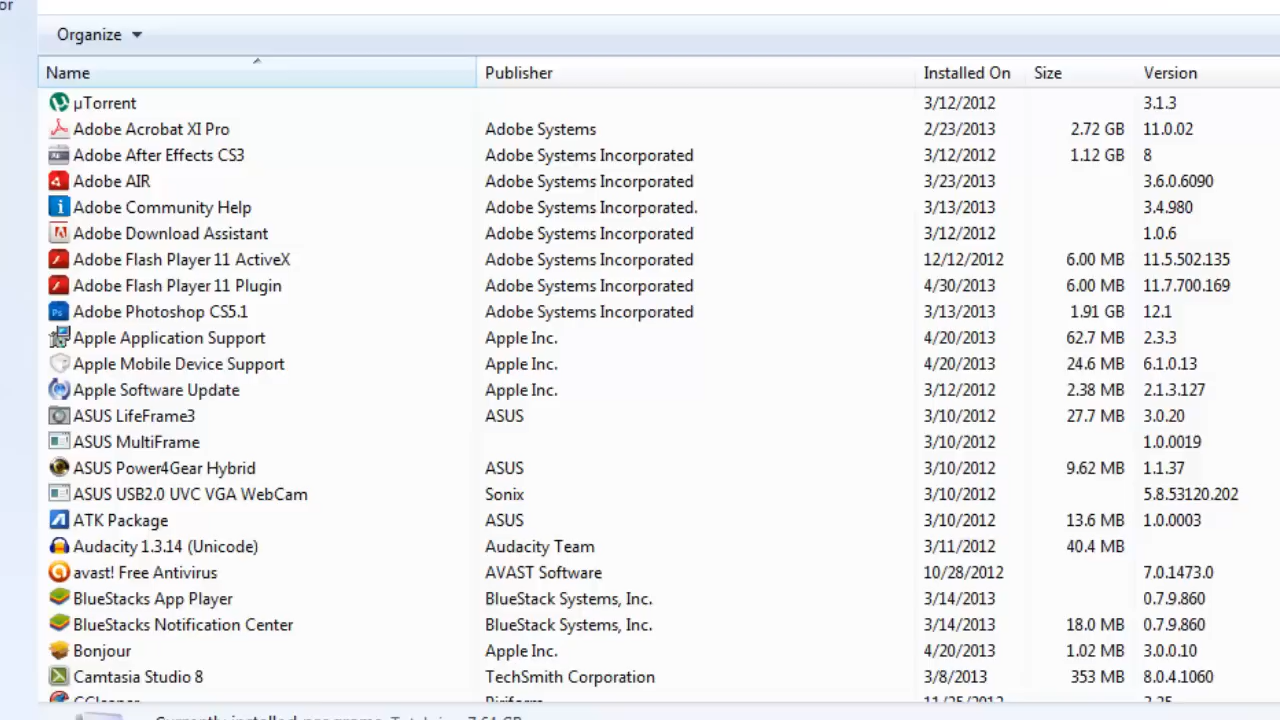 or
Organize
Name Publisher Installed On Size Version
µTorrent 3/12/2012 3.1.3
Adobe Acrobat XI Pro Adobe Systems 2/23/2013 2.72 GB 11.0.02
Adobe After Effects CS3 Adobe Systems Incorporated 3/12/2012 1.12 GB 8
Adobe AIR Adobe Systems Incorporated 3/23/2013 3.6.0.6090
Adobe Community Help Adobe Systems Incorporated. 3/13/2013 3.4.980
Adobe Download Assistant Adobe Systems Incorporated 3/12/2012 1.0.6
Adobe Flash Player 11 ActiveX Adobe Systems Incorporated 12/12/2012 6.00 MB 11.5.502.135
Adobe Flash Player 11 Plugin Adobe Systems Incorporated 4/30/2013 6.00 MB 11.7.700.169
Adobe Photoshop CS5.1 Adobe Systems Incorporated 3/13/2013 1.91 GB 12.1
Apple Application Support Apple Inc. 4/20/2013 62.7 MB 2.3.3
Apple Mobile Device Support Apple Inc. 4/20/2013 24.6 MB 6.1.0.13
Apple Software Update Apple Inc. 3/12/2012 2.38 MB 2.1.3.127
ASUS LifeFrame3 ASUS 3/10/2012 27.7 MB 3.0.20
ASUS MultiFrame 3/10/2012 1.0.0019
ASUS Power4Gear Hybrid ASUS 3/10/2012 9.62 MB 1.1.37
ASUS USB2.0 UVC VGA WebCam Sonix 3/10/2012 5.8.53120.202
ATK Package ASUS 3/10/2012 13.6 MB 1.0.0003
Audacity 1.3.14 (Unicode) Audacity Team 3/11/2012 40.4 MB
avast! Free Antivirus AVAST Software 10/28/2012 7.0.1473.0
BlueStacks App Player BlueStack Systems, Inc. 3/14/2013 0.7.9.860
BlueStacks Notification Center BlueStack Systems, Inc. 3/14/2013 18.0 MB 0.7.9.860
Bonjour Apple Inc. 4/20/2013 1.02 MB 3.0.0.10
Camtasia Studio 8 TechSmith Corporation 3/8/2013 353 MB 8.0.4.1060
CCleaner Piriform 11/25/2012 3.25
Currently installed programs Total size: 7.61 GB